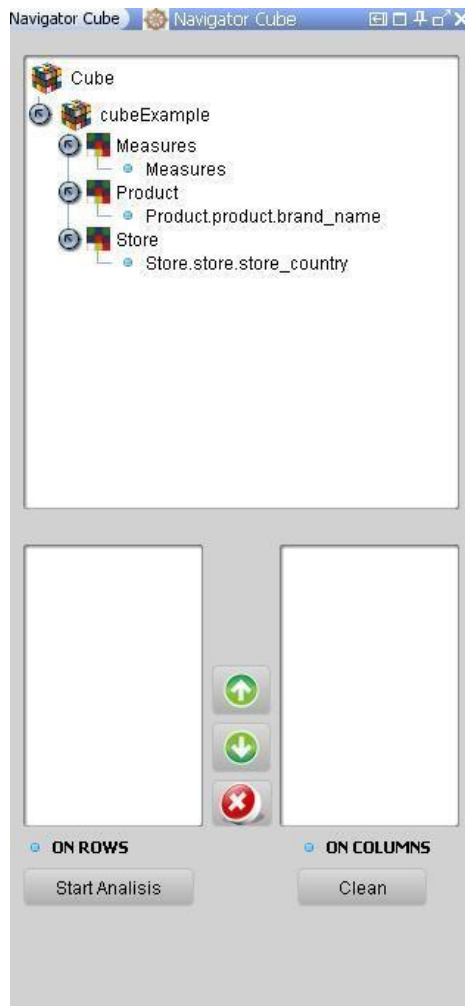 Navigator Cube Navigator Cube
Cube
cubeExample
Measures
Measures
Product
Product.product.brand_name
Store
Store.store.store_country
ON ROWS ON COLUMNS
Start Analisis Clean